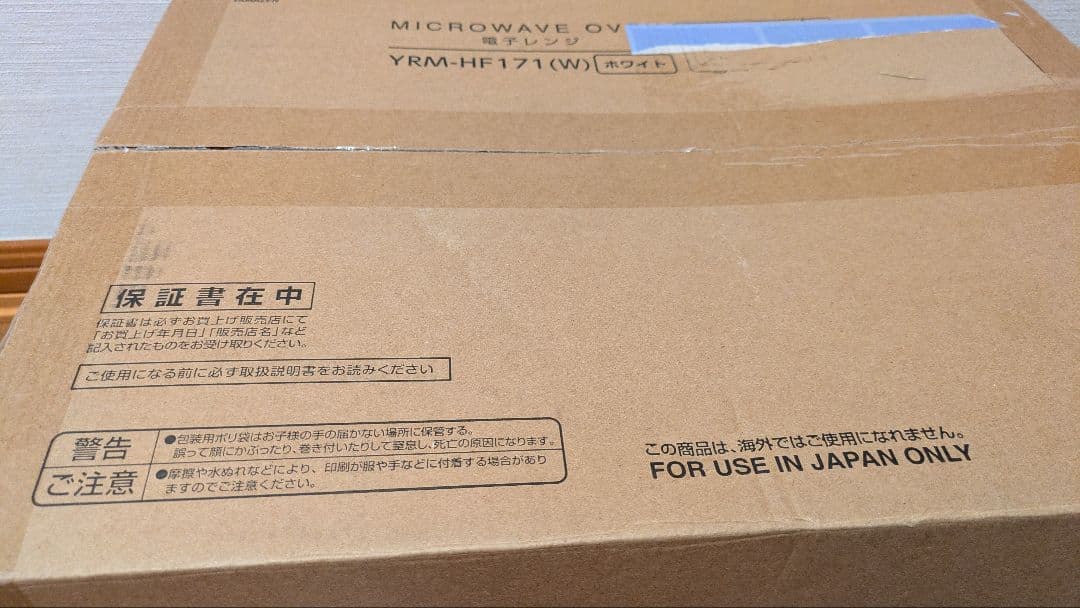 MICROWAVE OV
電子レンジ
YRM-HF171(W) ホワイト
保証書在中
保証書は必ずお買上げ販売店にて
「お買上げ年月日」「販売店名」など
記入されたものをお受け取りください。
ご使用になる前に必ず取扱説明書をお読みください
警告
●包装用ポリ袋はお子様の手の届かない場所に保管する。
誤って顔にかぶったり、巻き付いたりして窒息し、死亡の原因になります。
ご注意
●摩擦や水ぬれなどにより、印刷が服や手などに付着する場合があり
ますのでご注意ください。
この商品は、海外ではご使用になれません。
FOR USE IN JAPAN ONLY